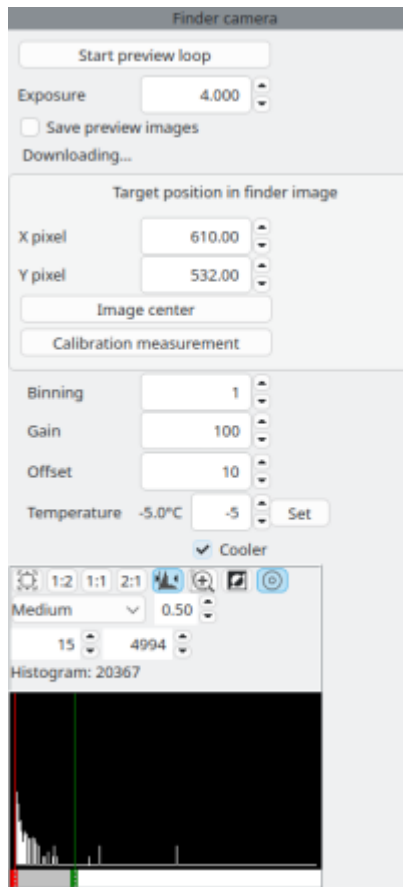 Finder camera
Start preview loop
Exposure 4.000
Save preview images
Downloading...
Target position in finder image
X pixel 610.00
Y pixel 532.00
Image center
Calibration measurement
Binning 1
Gain 100
Offset 10
Temperature -5.0°C -5 Set
Cooler
1:2 1:1 2:1
Medium 0.50
15 4994
Histogram: 20367